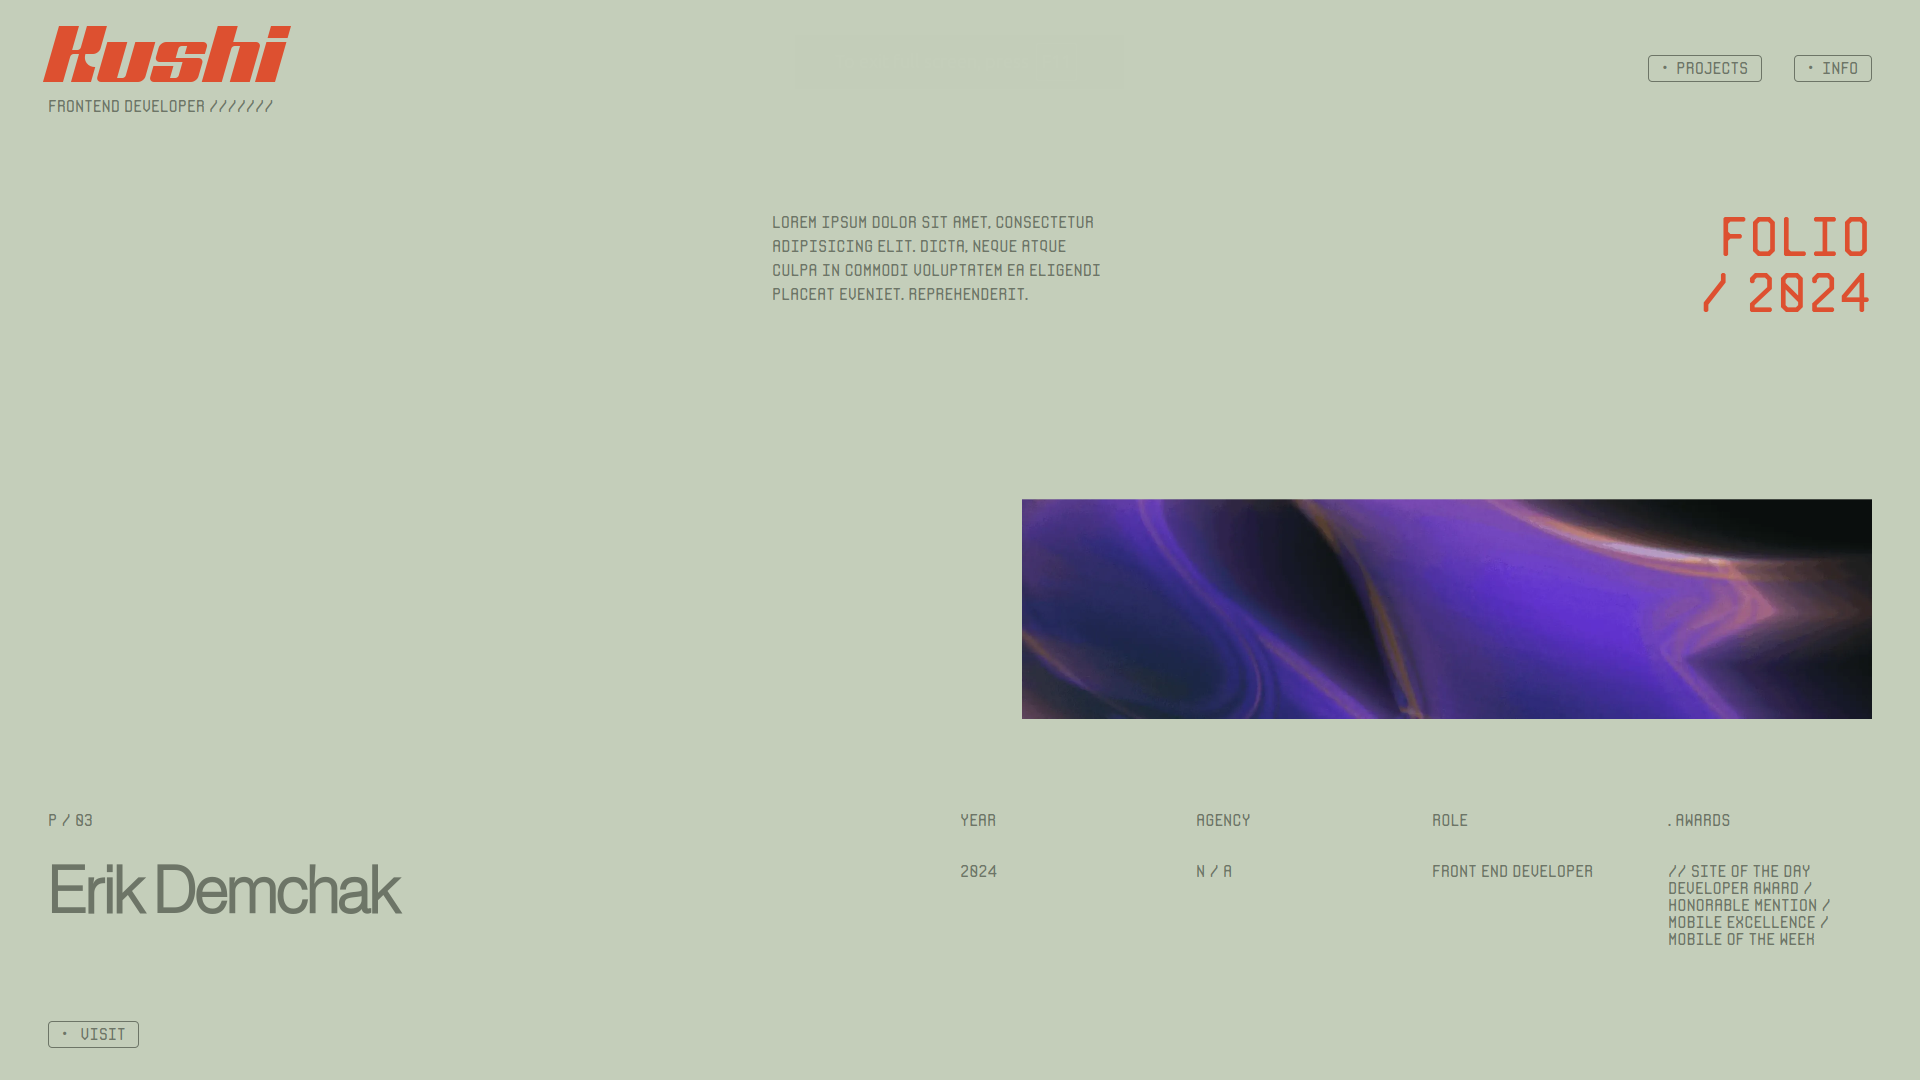 Kushi
FRONTEND DEVELOPER ///////
• PROJECTS
• INFO
LOREM IPSUM DOLOR SIT AMET, CONSECTETUR
ADIPISICING ELIT. DICTA, NEQUE ATQUE
CULPA IN COMMODI VOLUPTATEM EA ELIGENDI
PLACEAT EVENIET. REPREHENDERIT.
FOLIO
/ 2024
P / 03
Erik Demchak
YEAR
2024
AGENCY
N / A
ROLE
FRONT END DEVELOPER
. AWARDS
// SITE OF THE DAY
DEVELOPER AWARD /
HONORABLE MENTION /
MOBILE EXCELLENCE /
MOBILE OF THE WEEK
• VISIT